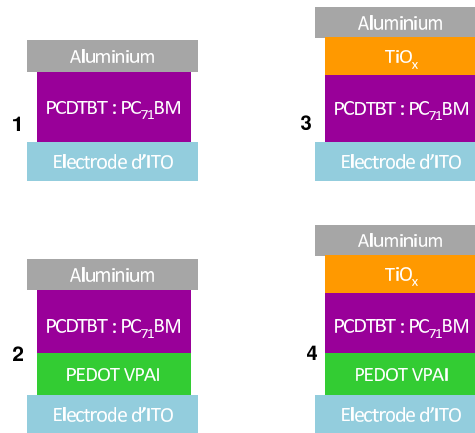 Aluminium
PCDTBT : PC₇₁BM
1
Electrode d'ITO
Aluminium
TiOₓ
PCDTBT : PC₇₁BM
3
Electrode d'ITO
Aluminium
PCDTBT : PC₇₁BM
2
PEDOT VPAI
Electrode d'ITO
Aluminium
TiOₓ
PCDTBT : PC₇₁BM
4
PEDOT VPAI
Electrode d'ITO